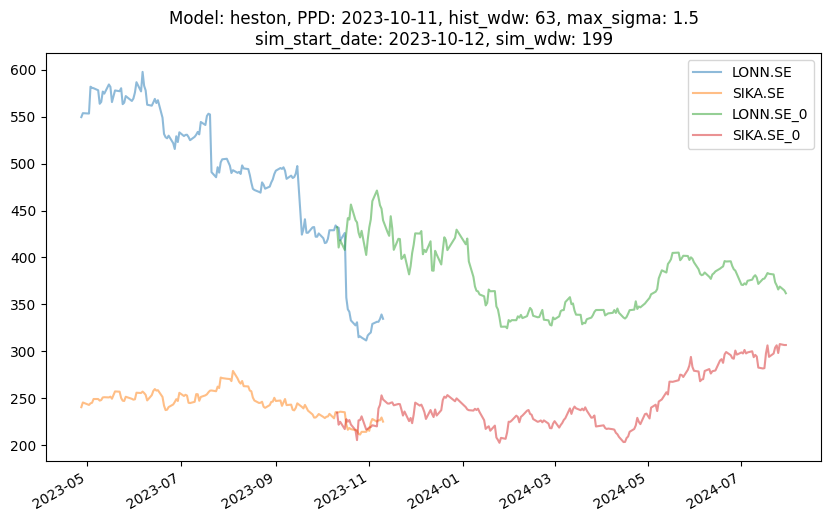 Model: heston, PPD: 2023-10-11, hist_wdw: 63, max_sigma: 1.5
sim_start_date: 2023-10-12, sim_wdw: 199
LONN.SE
SIKA.SE
LONN.SE_0
SIKA.SE_0
600
550
500
450
400
350
300
250
200
2023-05
2023-07
2023-09
2023-11
2024-01
2024-03
2024-05
2024-07